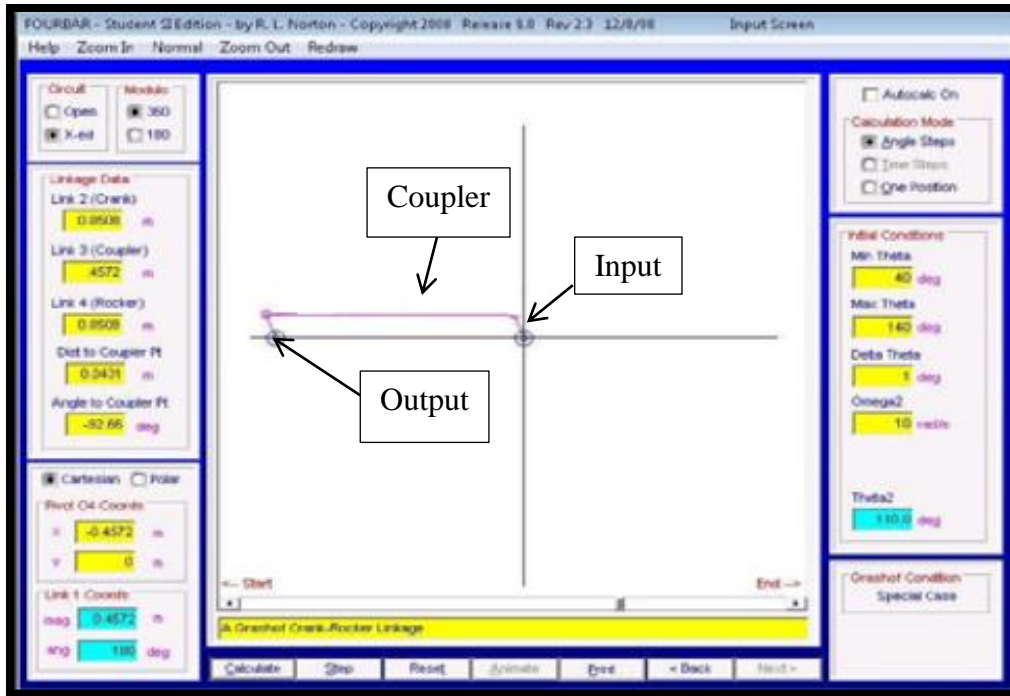 FOURBAR - Student SI Edition - by R. L. Norton - Copyright 2008 Release 9.0 Rev 2.3 12/8/08 Input Screen
Help Zoom In Normal Zoom Out Redraw
Circuit
Open
X-ed
Modulo
360
180
Linkage Data
Link 2 (Crank)
0.0508 m
Link 3 (Coupler)
.4572 m
Link 4 (Rocker)
0.0508 m
Dist to Coupler Pt
0.3431 m
Angle to Coupler Pt
-92.66 deg
Cartesian Polar
Pivot O4 Coords
X -0.4572 m
Y 0 m
Link 1 Coords
mag 0.4572 m
ang 180 deg
Coupler
Input
Output
<-- Start
End -->
A Grashof Crank-Rocker Linkage
Calculate Step Reset Animate Print < Back Next >
Autocalc On
Calculation Mode
Angle Steps
Time Steps
One Position
Initial Conditions
Min Theta
40 deg
Max Theta
140 deg
Delta Theta
1 deg
Omega2
10 rad/s
Theta2
110.0 deg
Grashof Condition
Special Case